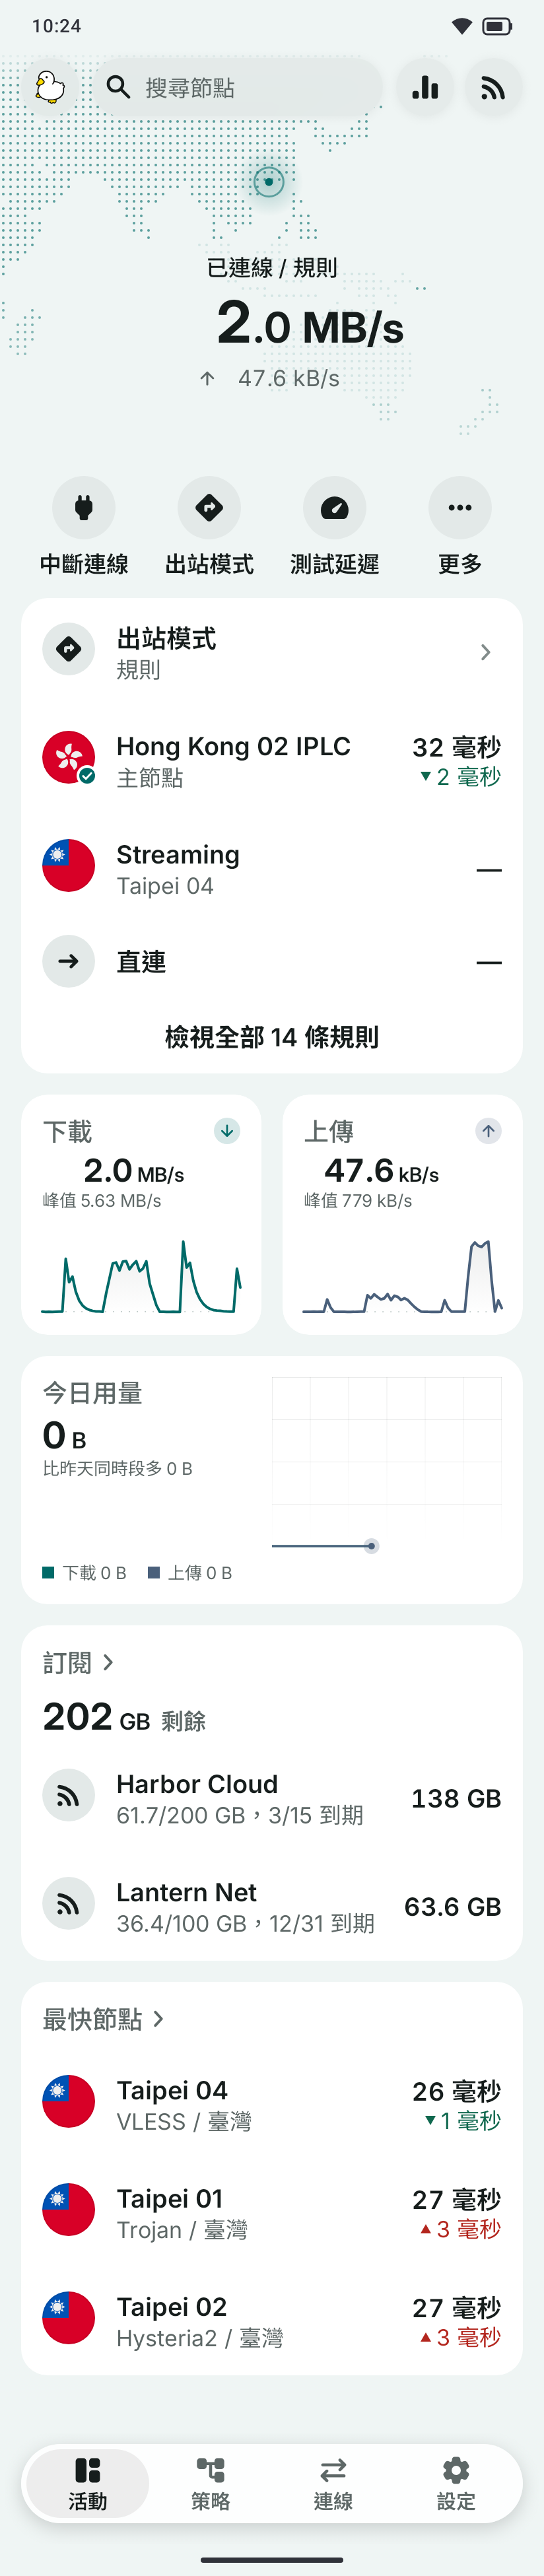 10:24
搜尋節點
已連線 / 規則
2.0 MB/s
47.6 kB/s
中斷連線
出站模式
測試延遲
更多
出站模式
規則
Hong Kong 02 IPLC
32 毫秒
主節點
2 毫秒
Streaming
Taipei 04
—
直連
—
檢視全部 14 條規則
下載
2.0 MB/s
峰值 5.63 MB/s
上傳
47.6 kB/s
峰值 779 kB/s
今日用量
0 B
比昨天同時段多 0 B
下載 0 B
上傳 0 B
訂閱
202 GB 剩餘
Harbor Cloud
61.7/200 GB，3/15 到期
138 GB
Lantern Net
36.4/100 GB，12/31 到期
63.6 GB
最快節點
Taipei 04
26 毫秒
VLESS / 臺灣
1 毫秒
Taipei 01
27 毫秒
Trojan / 臺灣
3 毫秒
Taipei 02
27 毫秒
Hysteria2 / 臺灣
3 毫秒
活動
策略
連線
設定